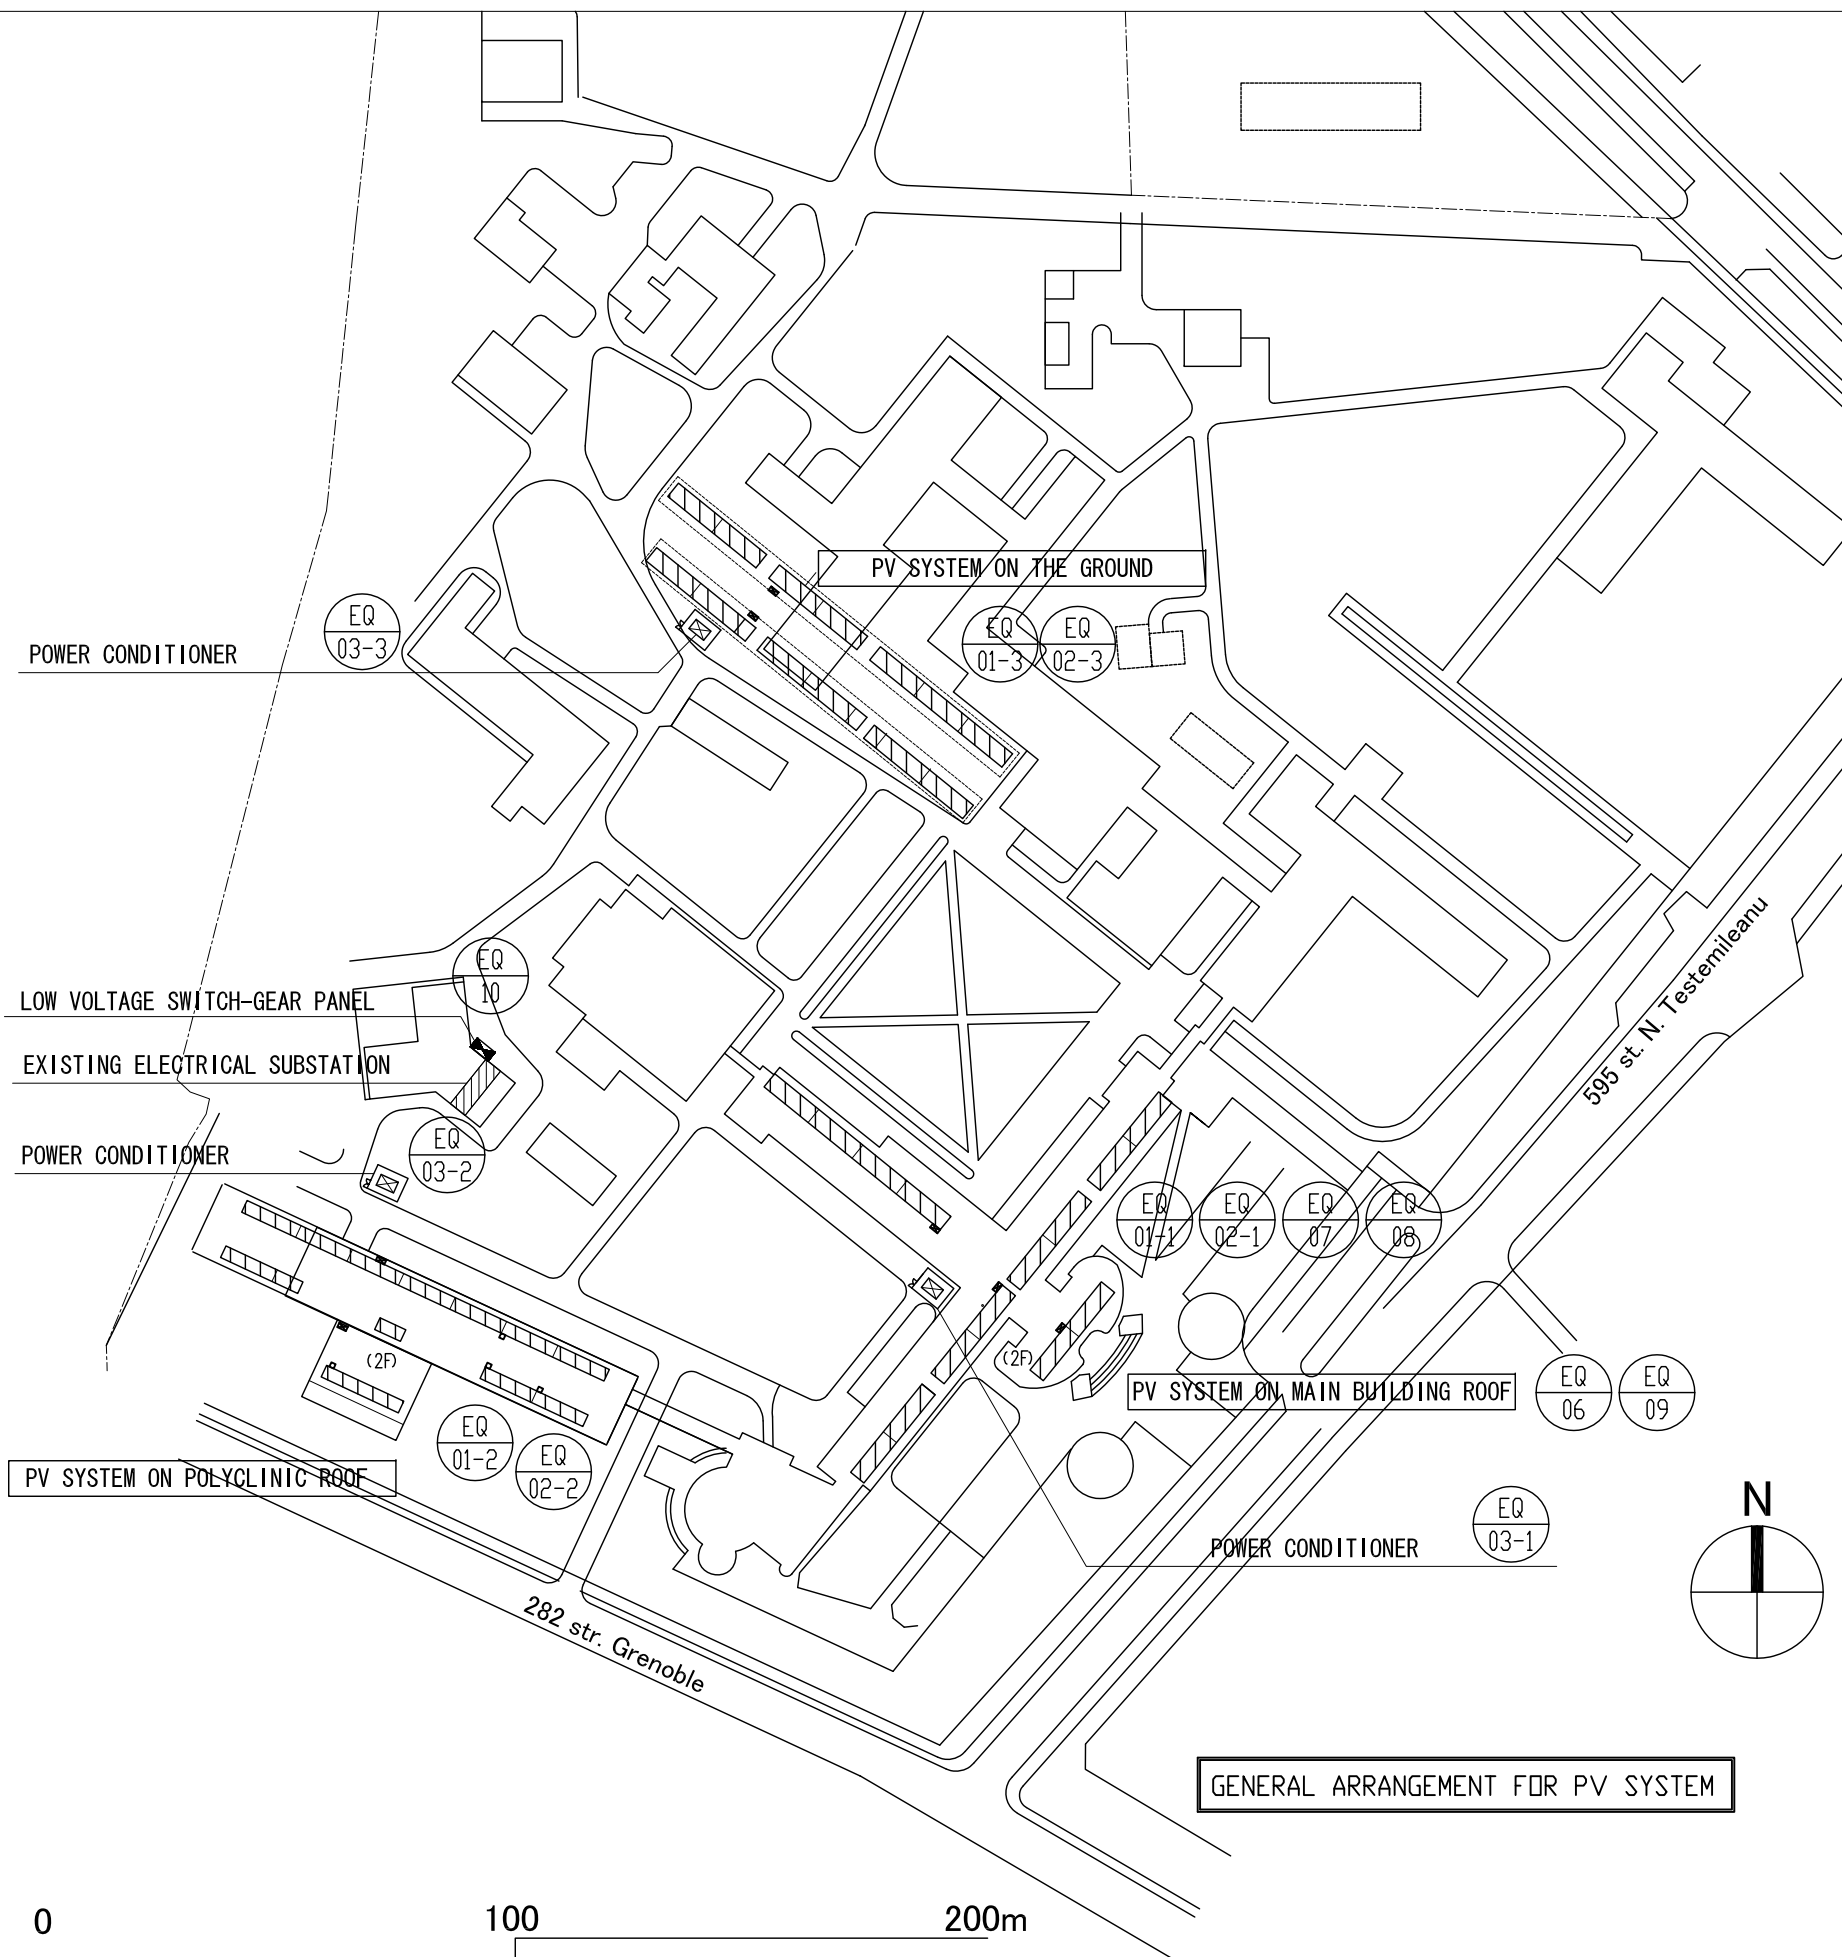 PV SYSTEM ON THE GROUND
EQ
03-3
EQ
01-3
EQ
02-3
POWER CONDITIONER
595 st. N. Testemileanu
EQ
10
LOW VOLTAGE SWITCH-GEAR PANEL
EXISTING ELECTRICAL SUBSTATION
EQ
03-2
POWER CONDITIONER
EQ
01-1
EQ
02-1
EQ
07
EQ
08
(2F)
(2F)
PV SYSTEM ON MAIN BUILDING ROOF
EQ
06
EQ
09
EQ
01-2
EQ
02-2
PV SYSTEM ON POLYCLINIC ROOF
EQ
03-1
POWER CONDITIONER
N
282 str. Grenoble
GENERAL ARRANGEMENT FOR PV SYSTEM
0 100 200m